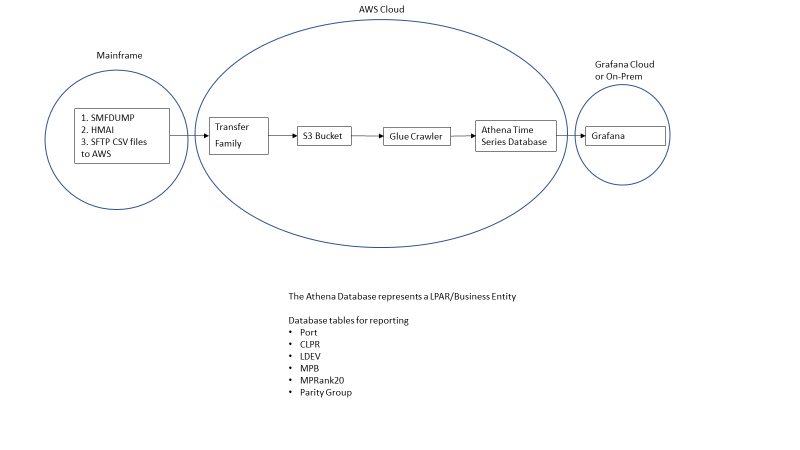 AWS Cloud
Mainframe
Grafana Cloud
or On-Prem
1. SMFDUMP
2. HMAI
3. SFTP CSV files
to AWS
Transfer
Family
S3 Bucket
Glue Crawler
Athena Time
Series Database
Grafana
The Athena Database represents a LPAR/Business Entity
Database tables for reporting
• Port
• CLPR
• LDEV
• MPB
• MPRank20
• Parity Group